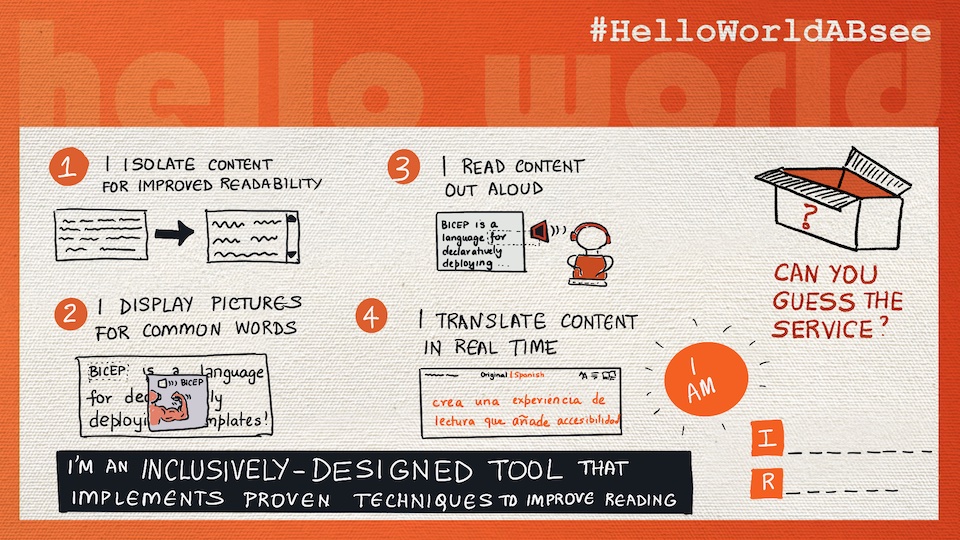 hello world
#HelloWorldABsee
1
I ISOLATE CONTENT
FOR IMPROVED READABILITY
2
I DISPLAY PICTURES
FOR COMMON WORDS
BICEP is a language
for dec ly
deployi mplates!
BICEP
3
I READ CONTENT
OUT ALOUD
BICEP is a
language for
declaratively
deploying ...
4
I TRANSLATE CONTENT
IN REAL TIME
Original | Spanish
crea una experiencia de
lectura que añade accesibilidad
?
CAN YOU
GUESS THE
SERVICE?
I
AM
I _ _ _ _ _ _ _ _
R _ _ _ _ _ _
I'M AN INCLUSIVELY-DESIGNED TOOL THAT
IMPLEMENTS PROVEN TECHNIQUES TO IMPROVE READING